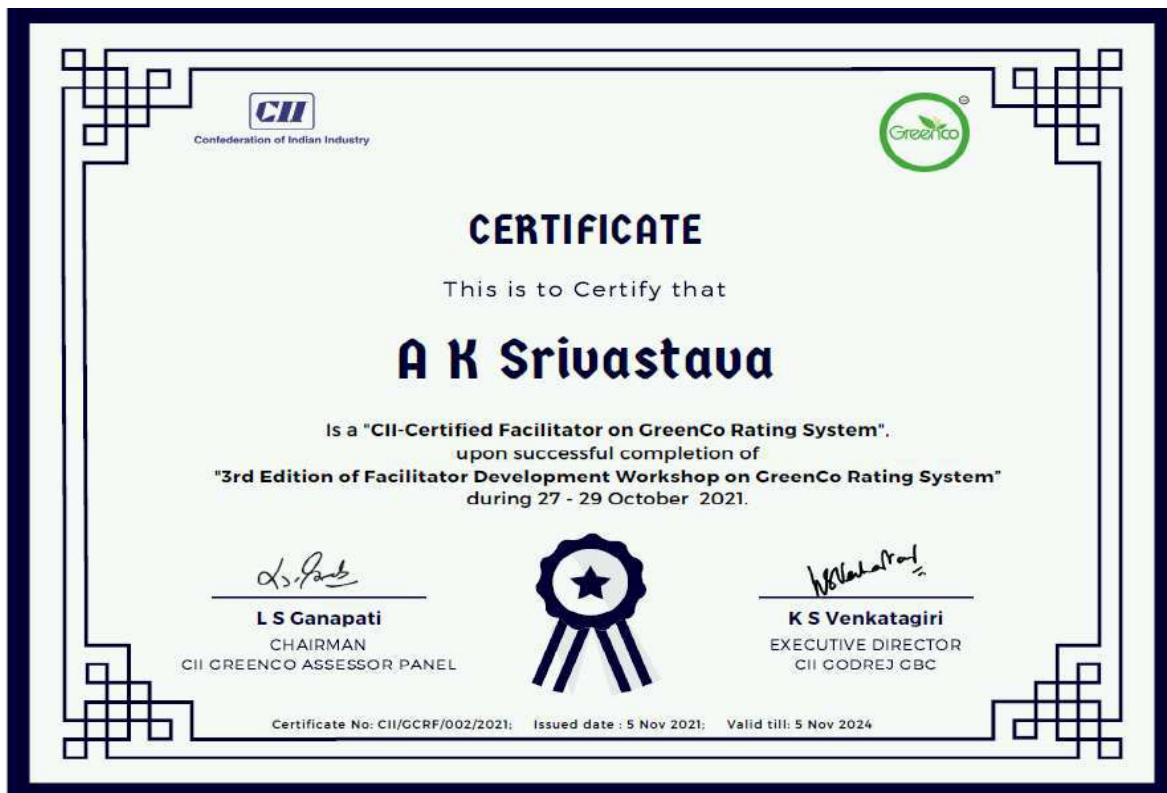 CII
Confederation of Indian Industry
GreenCo
CERTIFICATE
This is to Certify that
A K Srivastava
Is a "CII-Certified Facilitator on GreenCo Rating System",
upon successful completion of
"3rd Edition of Facilitator Development Workshop on GreenCo Rating System"
during 27 - 29 October 2021.
L S Ganapati
CHAIRMAN
CII GREENCO ASSESSOR PANEL
K S Venkatagiri
EXECUTIVE DIRECTOR
CII GODREJ GBC
Certificate No: CII/GCRF/002/2021; Issued date : 5 Nov 2021; Valid till: 5 Nov 2024